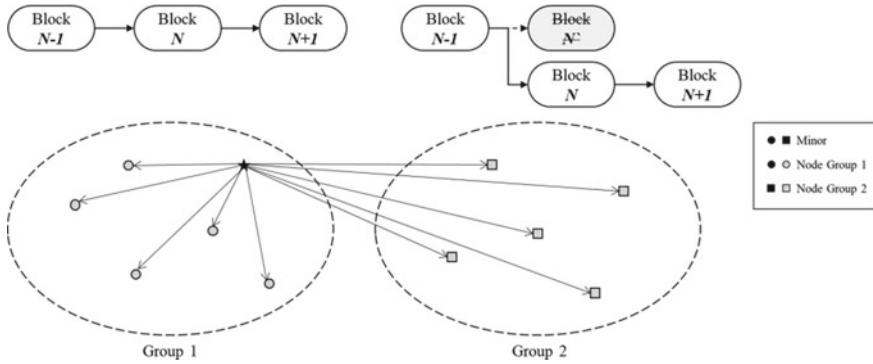 Block Block Block Block Block
N-1 N N+1 N-1 N'
Block Block
N N+1
Minor
Node Group 1
Node Group 2
Group 1 Group 2